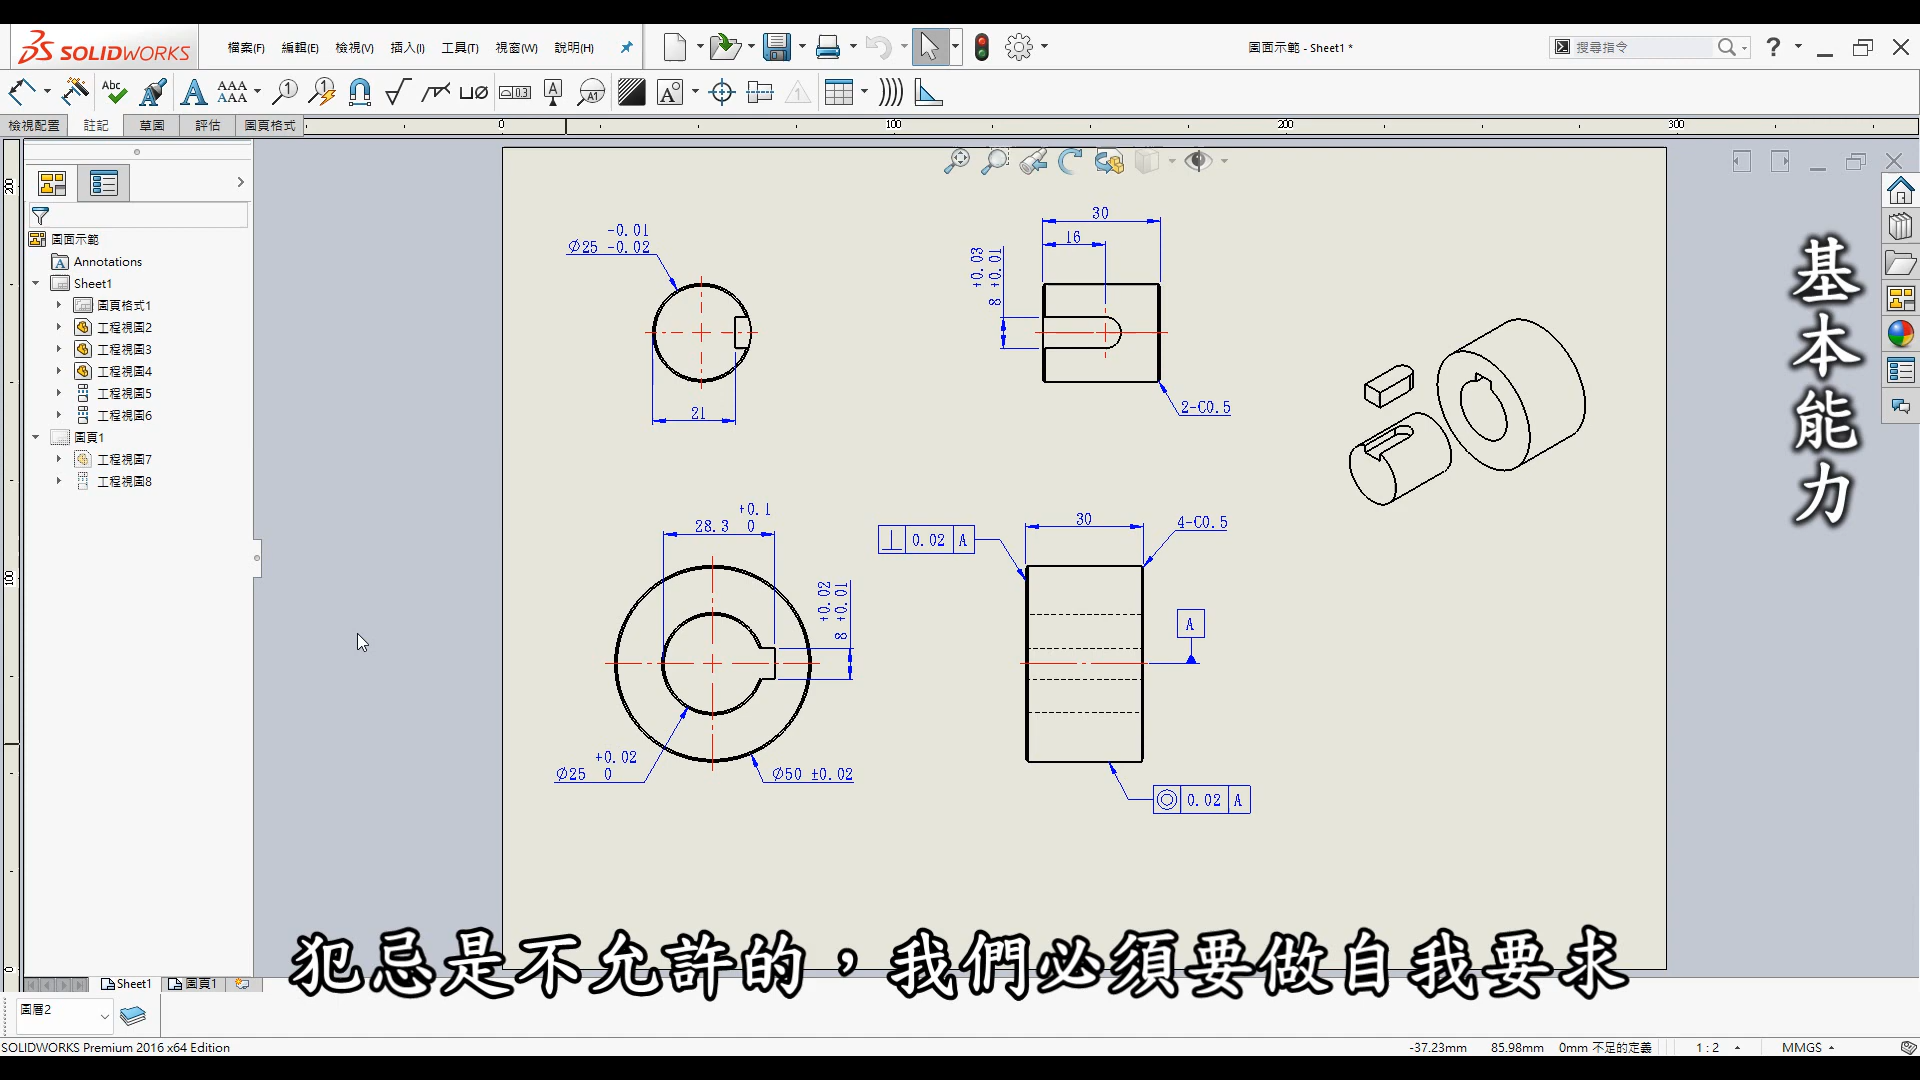 SOLIDWORKS
檔案(F) 編輯(E) 檢視(V) 插入(I) 工具(T) 視窗(W) 說明(H)
圖面示範 - Sheet1 *
搜尋指令
檢視配置 註記 草圖 評估 圖頁格式
0 100 200 300
200
100
0
圖面示範
Annotations
Sheet1
圖頁格式1
工程視圖2
工程視圖3
工程視圖4
工程視圖5
工程視圖6
圖頁1
工程視圖7
工程視圖8
-0.01
Ø25 -0.02
21
30
16
+0.03
8 +0.01
2-C0.5
+0.1
28.3 0
+0.02
8 +0.01
+0.02
Ø25 0
Ø50 ±0.02
⊥ 0.02 A
30
4-C0.5
A
◎ 0.02 A
基本能力
犯忌是不允許的，我們必須要做自我要求
Sheet1 圖頁1
圖層2
SOLIDWORKS Premium 2016 x64 Edition
-37.23mm 85.98mm 0mm 不足的定義 1 : 2 MMGS